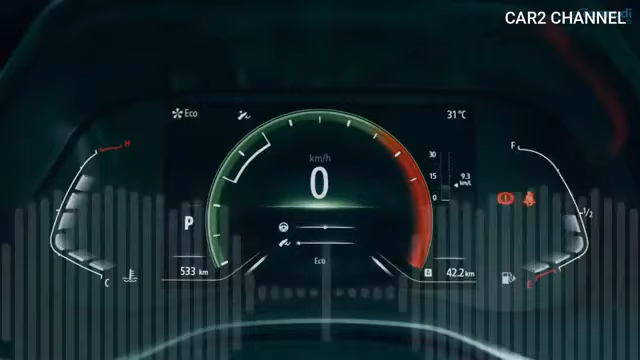 CAR2 CHANNEL
Eco
31°C
H
F
km/h
0
30
15
0
9.3
km/L
P
1/2
Eco
533 km
42.2 km
C
E